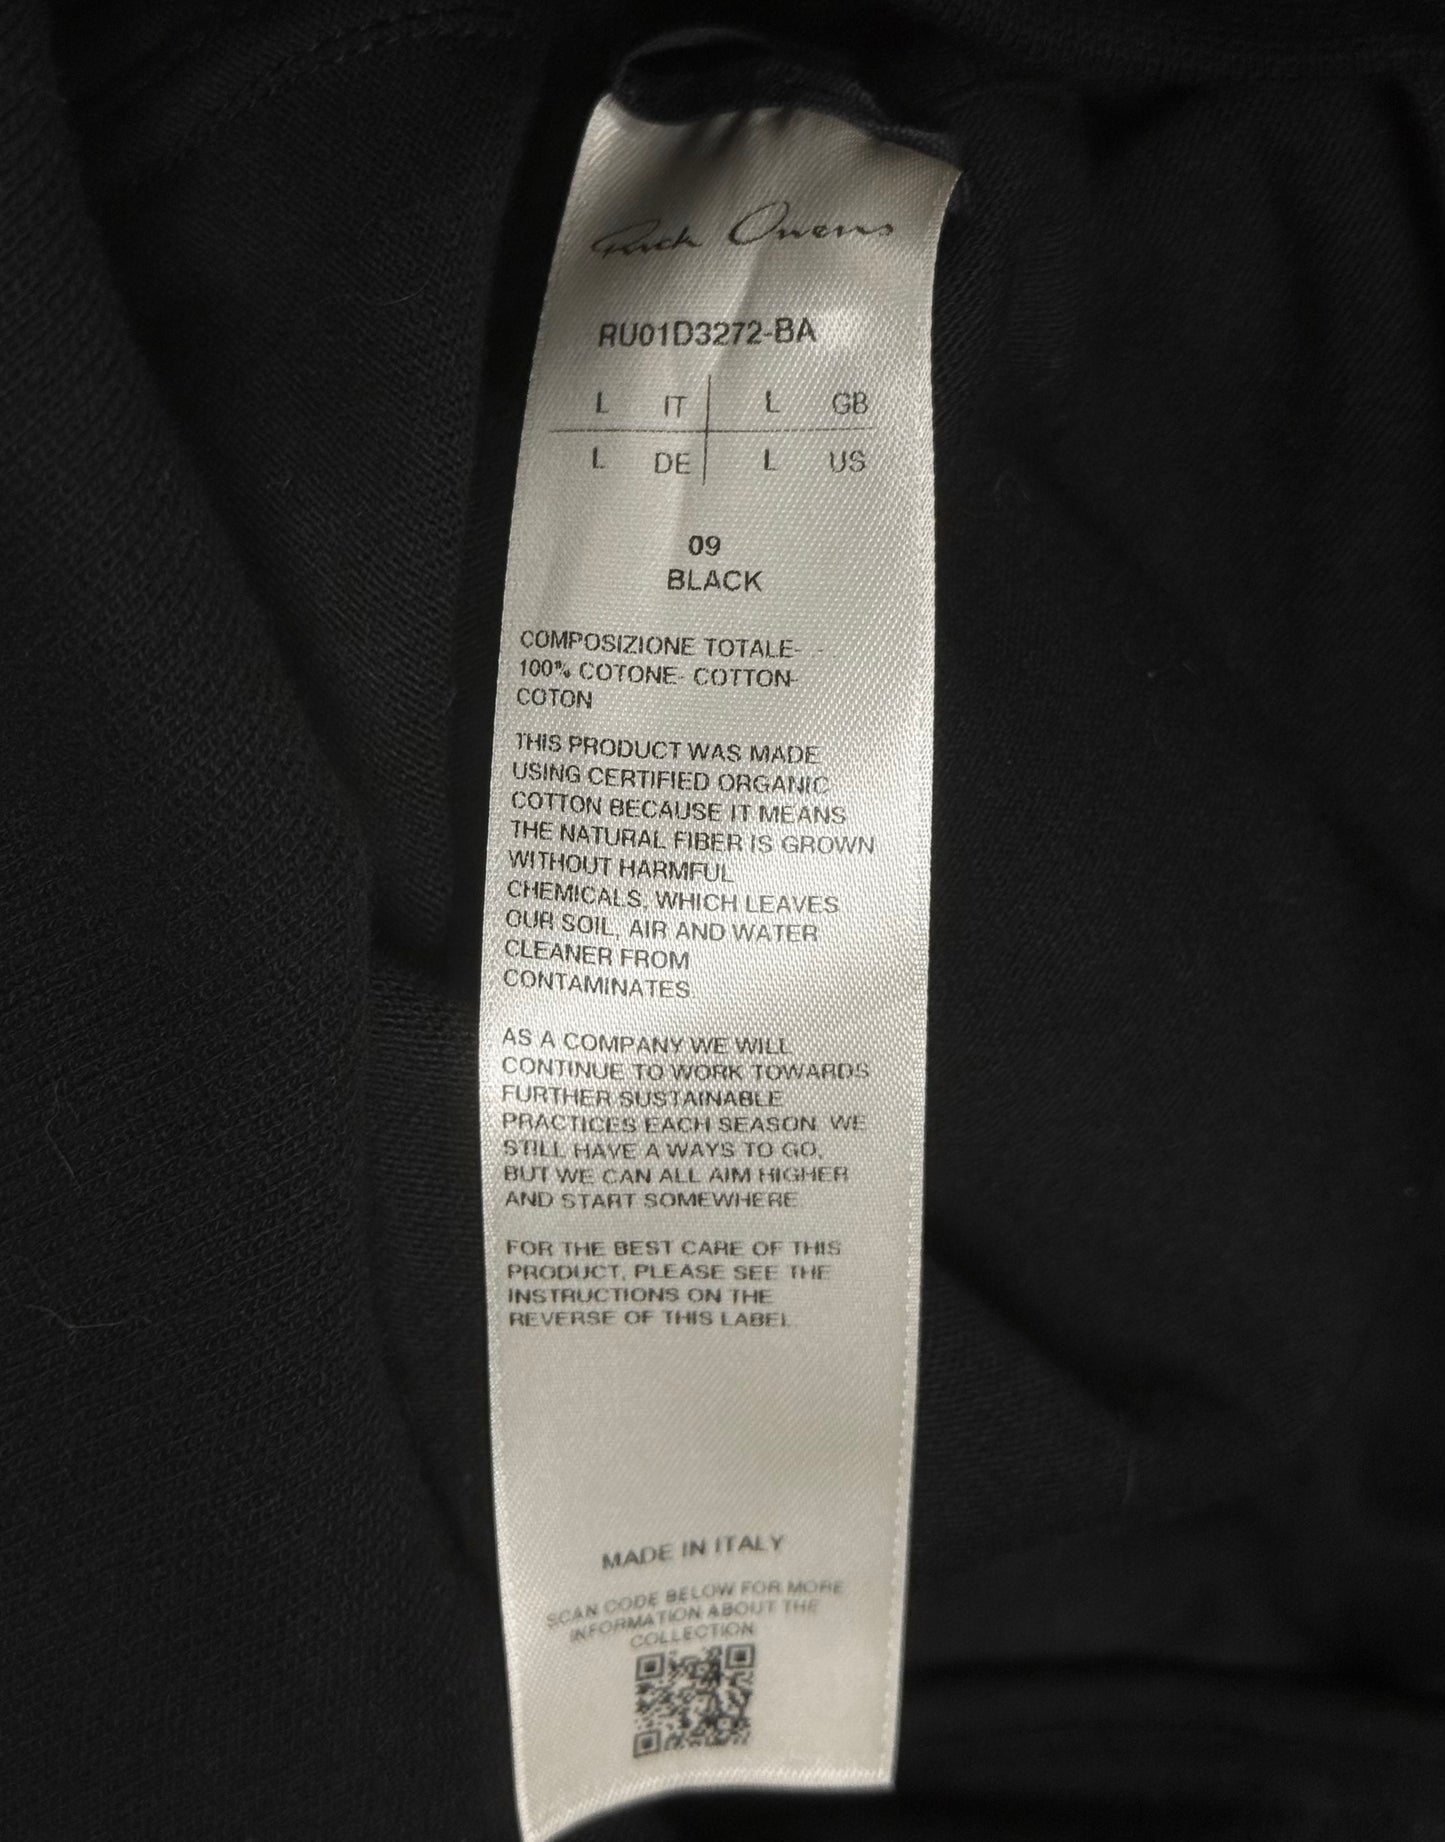 Rick Owens
RU01D3272-BA
L IT L GB
L DE L US
09
BLACK
COMPOSIZIONE TOTALE-
100% COTONE- COTTON-
COTON
THIS PRODUCT WAS MADE
USING CERTIFIED ORGANIC
COTTON BECAUSE IT MEANS
THE NATURAL FIBER IS GROWN
WITHOUT HARMFUL
CHEMICALS, WHICH LEAVES
OUR SOIL, AIR AND WATER
CLEANER FROM
CONTAMINATES.
AS A COMPANY WE WILL
CONTINUE TO WORK TOWARDS
FURTHER SUSTAINABLE
PRACTICES EACH SEASON. WE
STILL HAVE A WAYS TO GO,
BUT WE CAN ALL AIM HIGHER
AND START SOMEWHERE.
FOR THE BEST CARE OF THIS
PRODUCT, PLEASE SEE THE
INSTRUCTIONS ON THE
REVERSE OF THIS LABEL.
MADE IN ITALY
SCAN CODE BELOW FOR MORE
INFORMATION ABOUT THE
COLLECTION